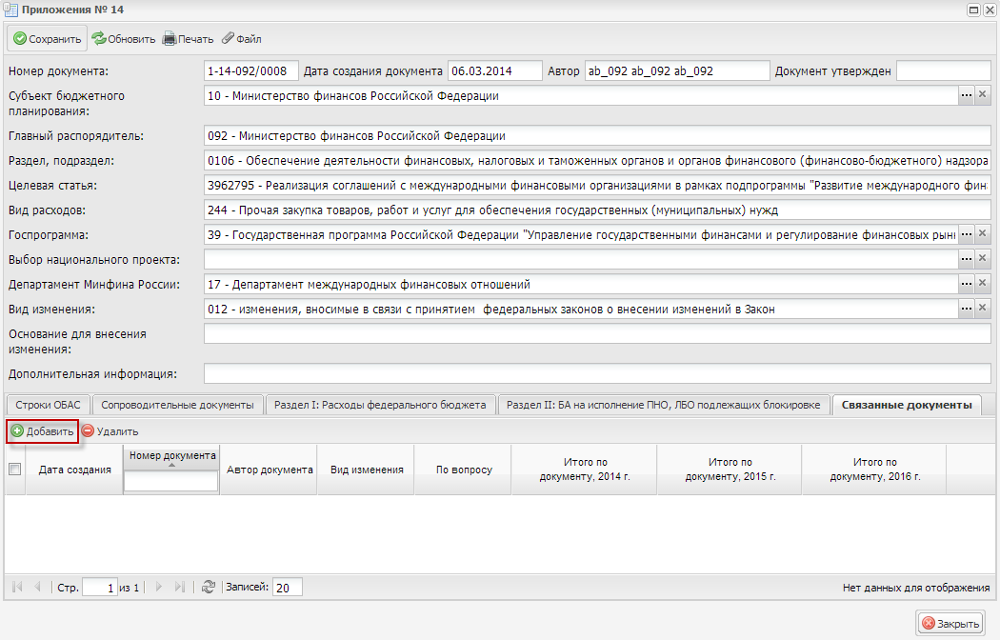 Приложения № 14
Сохранить Обновить Печать Файл
Номер документа: 1-14-092/0008 Дата создания документа 06.03.2014 Автор ab_092 ab_092 ab_092 Документ утвержден
Субъект бюджетного
планирования:
10 - Министерство финансов Российской Федерации
Главный распорядитель: 092 - Министерство финансов Российской Федерации
Раздел, подраздел: 0106 - Обеспечение деятельности финансовых, налоговых и таможенных органов и органов финансового (финансово-бюджетного) надзора
Целевая статья: 3962795 - Реализация соглашений с международными финансовыми организациями в рамках подпрограммы "Развитие международного фин
Вид расходов: 244 - Прочая закупка товаров, работ и услуг для обеспечения государственных (муниципальных) нужд
Госпрограмма: 39 - Государственная программа Российской Федерации "Управление государственными финансами и регулирование финансовых рын
Выбор национального проекта:
Департамент Минфина России: 17 - Департамент международных финансовых отношений
Вид изменения: 012 - изменения, вносимые в связи с принятием федеральных законов о внесении изменений в Закон
Основание для внесения
изменения:
Дополнительная информация:
Строки ОБАС Сопроводительные документы Раздел I: Расходы федерального бюджета Раздел II: БА на исполнение ПНО, ЛБО подлежащих блокировке Связанные документы
Добавить Удалить
Дата создания Номер документа Автор документа Вид изменения По вопросу Итого по
документу, 2014 г. Итого по
документу, 2015 г. Итого по
документу, 2016 г.
Стр. 1 из 1 Записей: 20 Нет данных для отображения
Закрыть